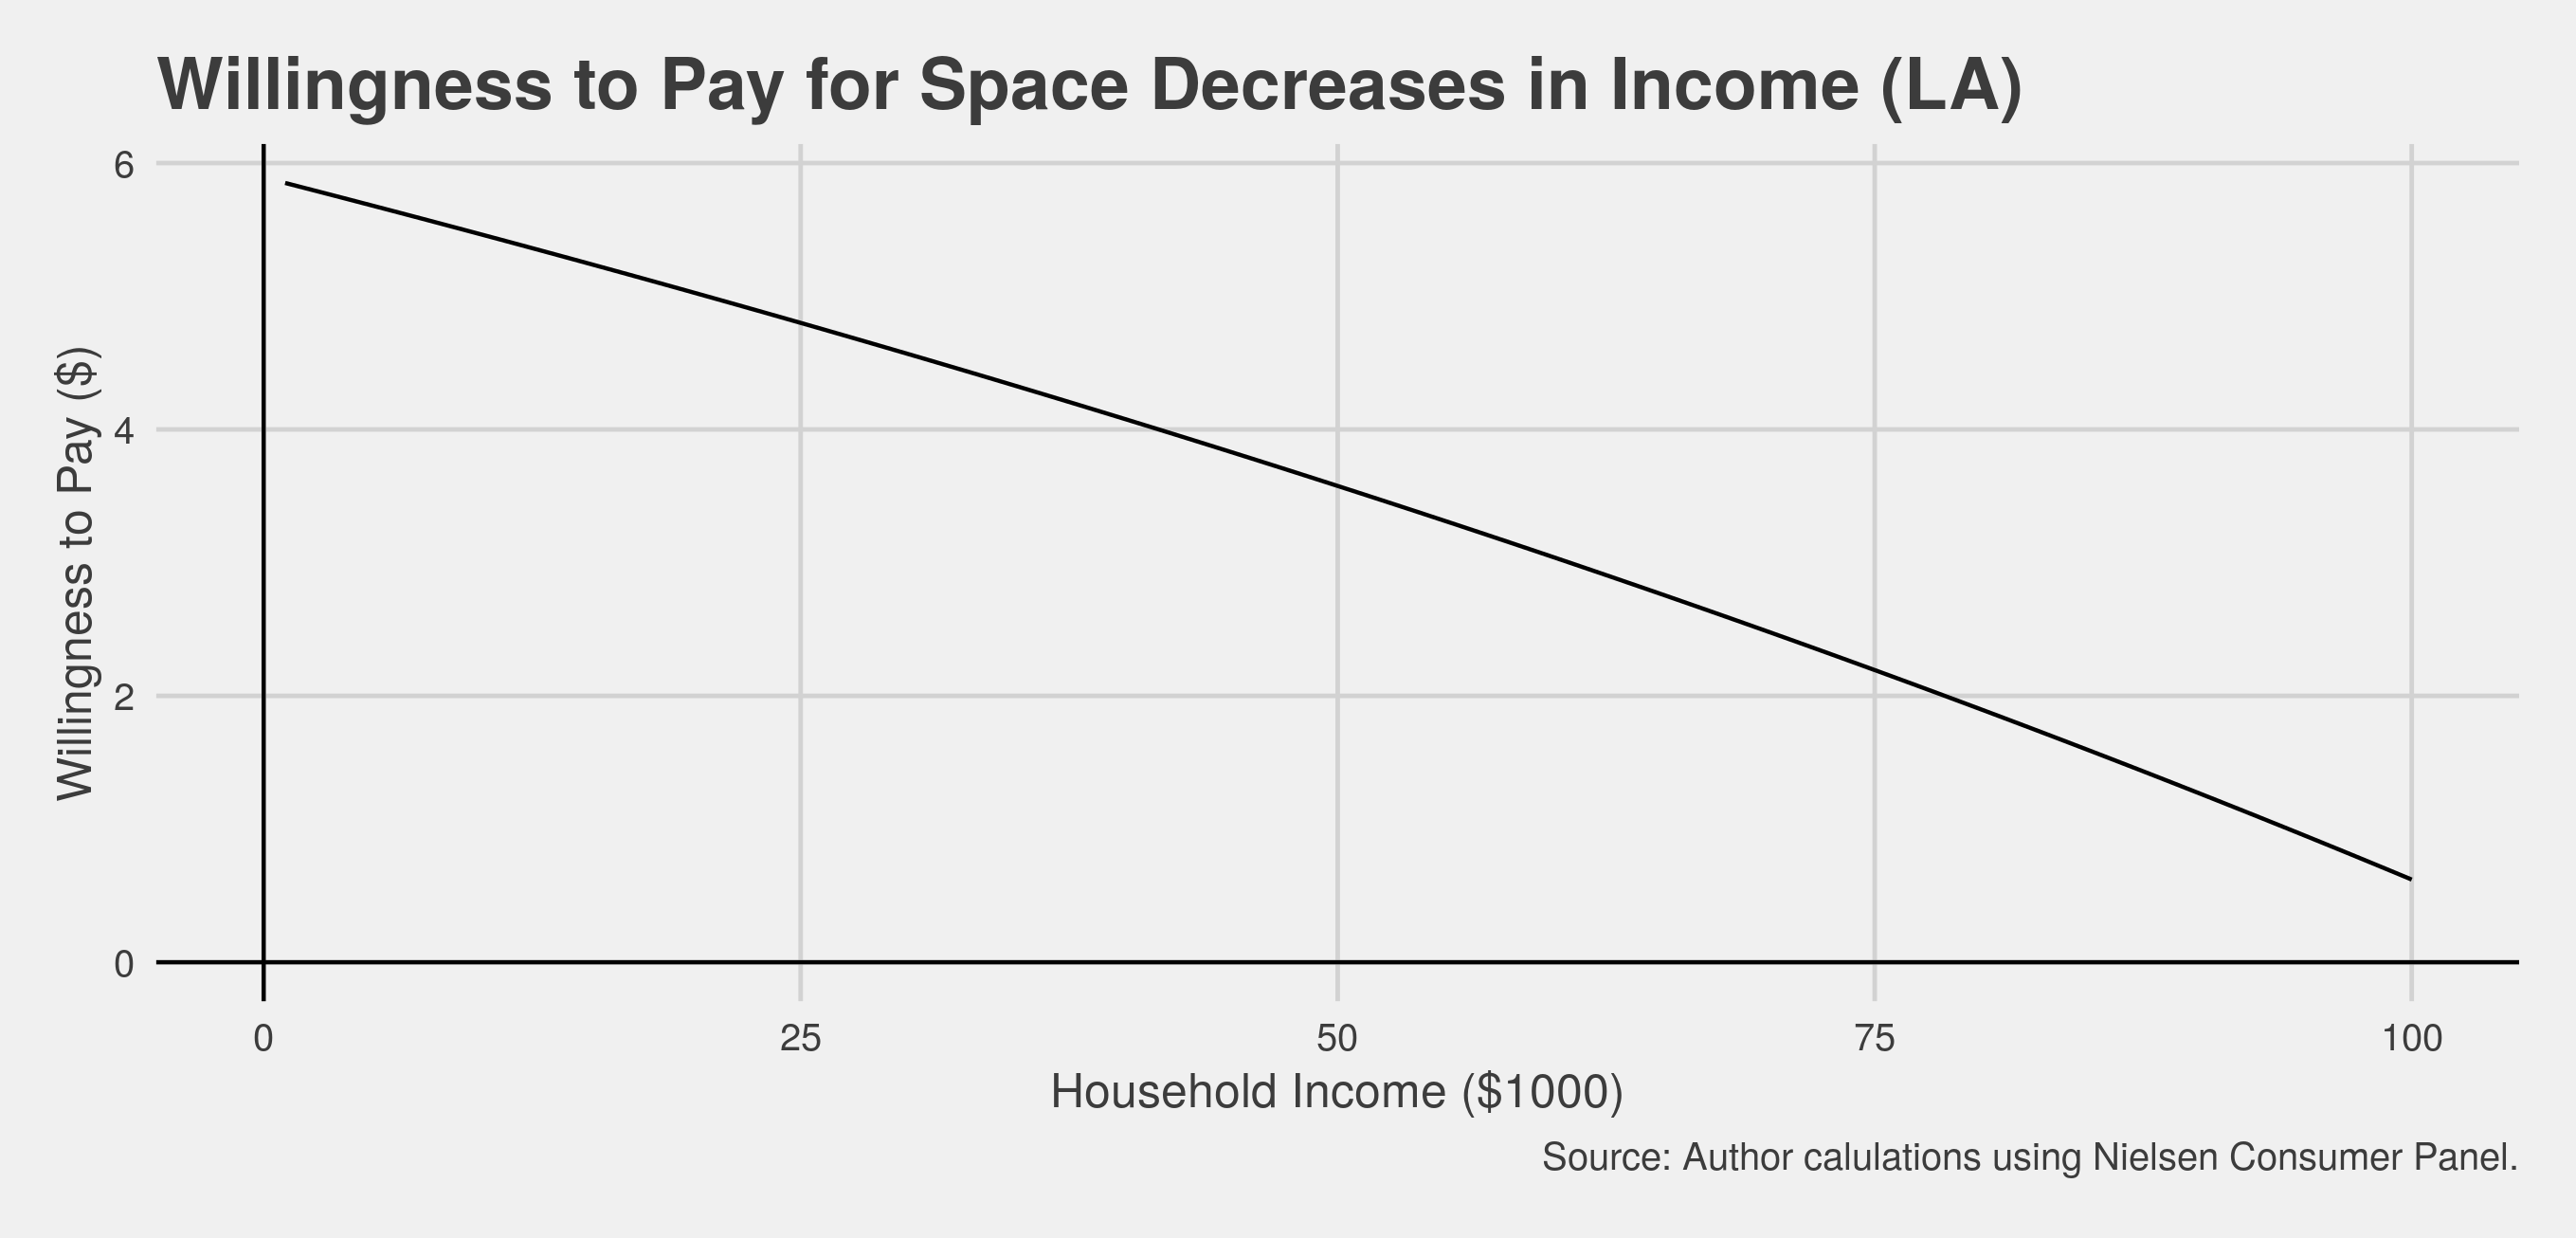 Willingness to Pay for Space Decreases in Income (LA)
Willingness to Pay ($)
6
4
2
0
0 25 50 75 100
Household Income ($1000)
Source: Author calulations using Nielsen Consumer Panel.